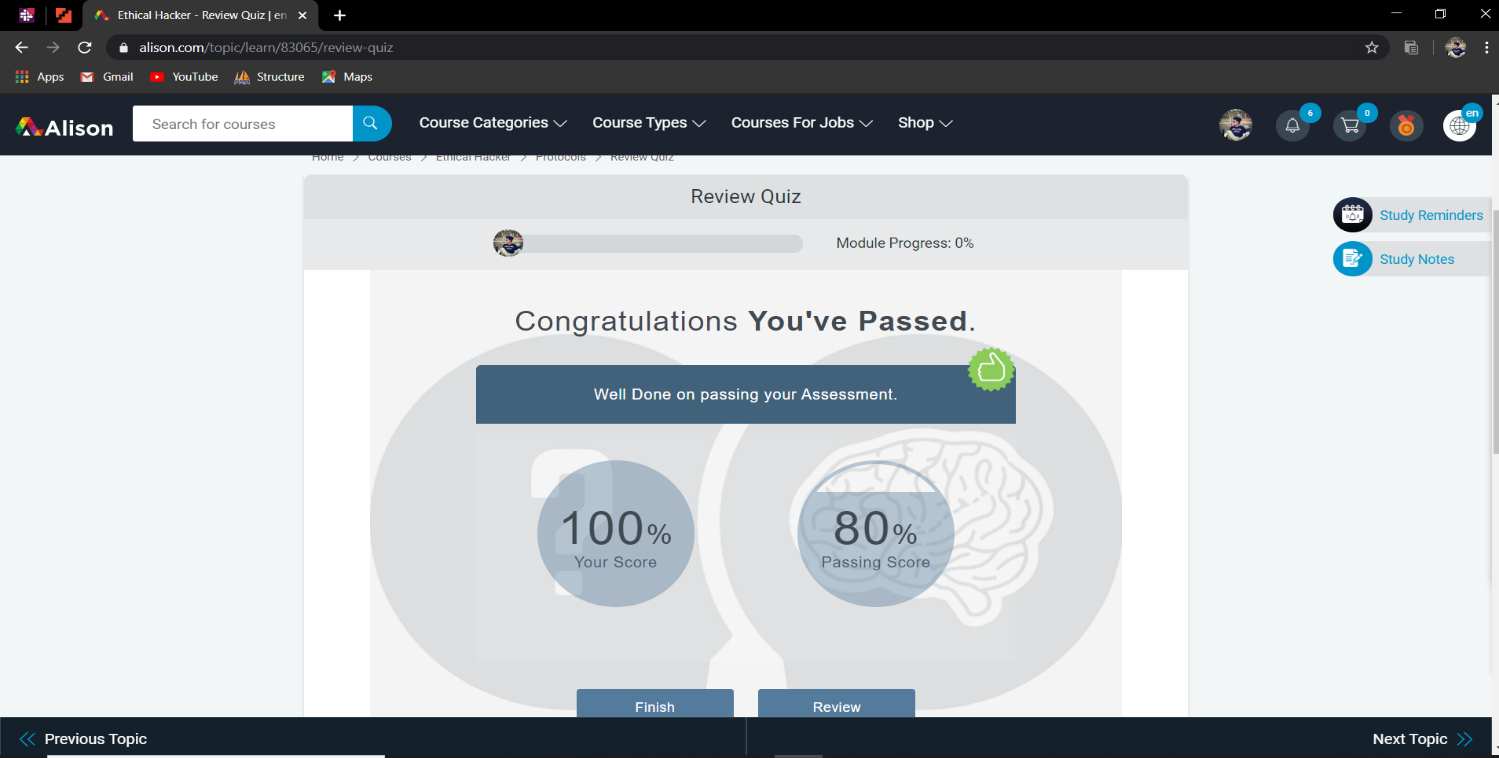 Ethical Hacker - Review Quiz | en
alison.com/topic/learn/83065/review-quiz
Apps Gmail YouTube Structure Maps
Alison Search for courses Course Categories Course Types Courses For Jobs Shop 6 0 en
Home > Courses > Ethical Hacker > Protocols > Review Quiz
Review Quiz
Module Progress: 0%
Study Reminders
Study Notes
Congratulations You've Passed.
Well Done on passing your Assessment.
100% 80%
Your Score Passing Score
Finish Review
Previous Topic Next Topic